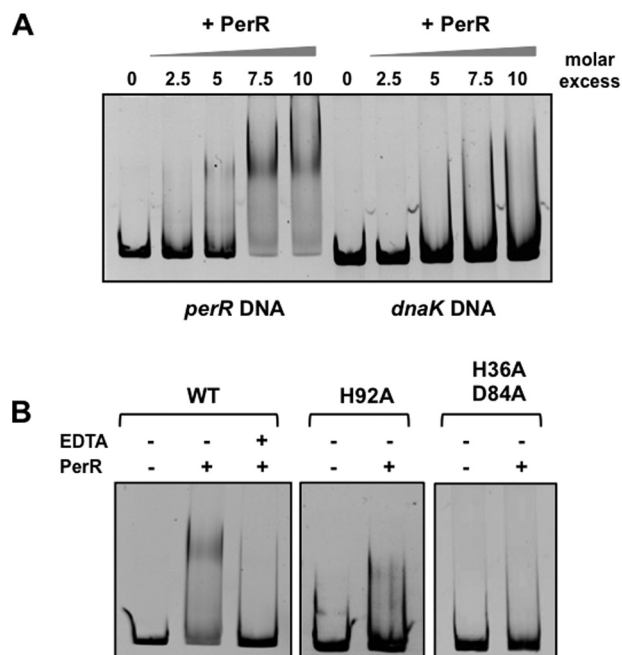 A
+ PerR + PerR
0 2.5 5 7.5 10 0 2.5 5 7.5 10 molar excess
perR DNA dnaK DNA
B
WT H92A H36A D84A
EDTA - - + - - - -
PerR - + + - + - +